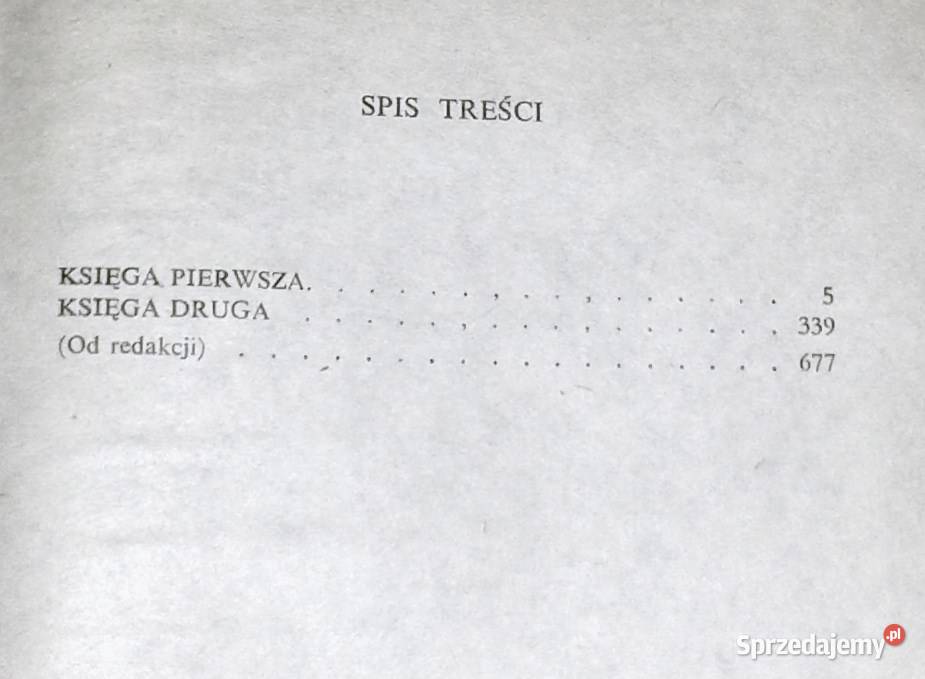 SPIS TREŚCI
KSIĘGA PIERWSZA. . . . . . , . . , . . . . . . 5
KSIĘGA DRUGA . . . . . , . . . . . . . . . . 339
(Od redakcji) . . . . . . . . . . . . . . . . . . 677
Sprzedajemy.pl